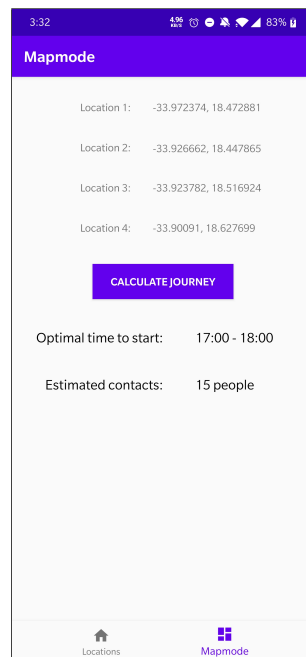 3:32 4.96 KB/S 83%
Mapmode
Location 1: -33.972374, 18.472881
Location 2: -33.926662, 18.447865
Location 3: -33.923782, 18.516924
Location 4: -33.90091, 18.627699
CALCULATE JOURNEY
Optimal time to start: 17:00 - 18:00
Estimated contacts: 15 people
Locations Mapmode